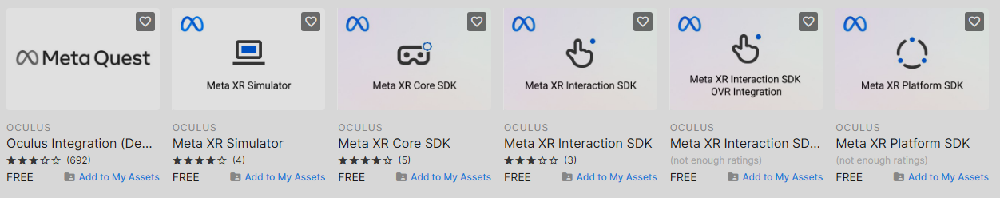 Meta Quest
OCULUS
Oculus Integration (De...
(692)
FREE
Add to My Assets
Meta XR Simulator
OCULUS
Meta XR Simulator
(4)
FREE
Add to My Assets
Meta XR Core SDK
OCULUS
Meta XR Core SDK
(5)
FREE
Add to My Assets
Meta XR Interaction SDK
OCULUS
Meta XR Interaction SDK
(3)
FREE
Add to My Assets
Meta XR Interaction SDK
OVR Integration
OCULUS
Meta XR Interaction SD...
(not enough ratings)
FREE
Add to My Assets
Meta XR Platform SDK
OCULUS
Meta XR Platform SDK
(not enough ratings)
FREE
Add to My Assets